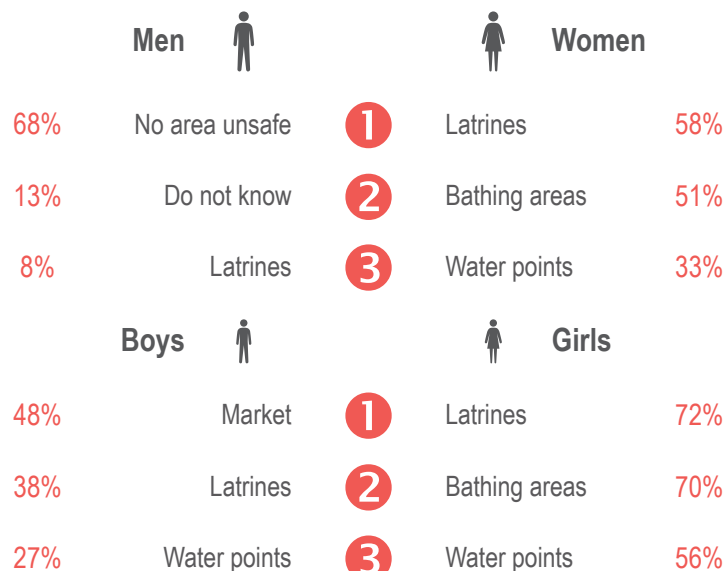 Men Women
68% No area unsafe 1 Latrines 58%
13% Do not know 2 Bathing areas 51%
8% Latrines 3 Water points 33%
Boys Girls
48% Market 1 Latrines 72%
38% Latrines 2 Bathing areas 70%
27% Water points 3 Water points 56%